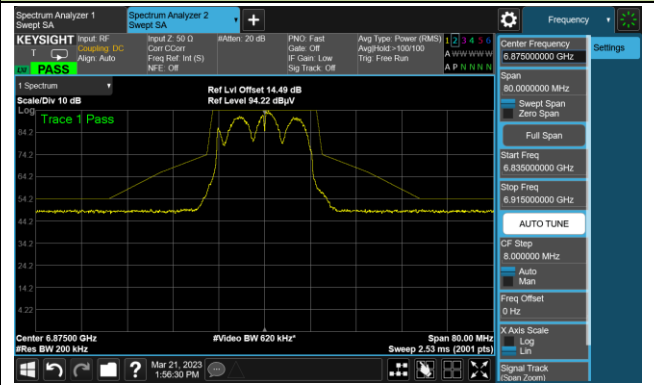 Spectrum Analyzer 1
Swept SA
Spectrum Analyzer 2
Swept SA
Frequency
KEYSIGHT
Input: RF
Coupling: DC
Align: Auto
Input Z: 50 Ω
Corr CCorr
Freq Ref: Int (S)
NFE: Off
#Atten: 20 dB
PNO: Fast
Gate: Off
IF Gain: Low
Sig Track: Off
Avg Type: Power (RMS)
Avg|Hold:>100/100
Trig: Free Run
1 2 3 4 5 6
A W W W W W
A P N N N N
T
LNI
PASS
1 Spectrum
Scale/Div 10 dB
Ref Lvl Offset 14.49 dB
Ref Level 94.22 dBµV
Log
Trace 1 Pass
84.2
74.2
64.2
54.2
44.2
34.2
24.2
14.2
4.22
Center 6.87500 GHz
#Res BW 200 kHz
#Video BW 620 kHz*
Span 80.00 MHz
Sweep 2.53 ms (2001 pts)
Mar 21, 2023
1:56:30 PM
?
Center Frequency
6.875000000 GHz
Settings
Span
80.0000000 MHz
Swept Span
Zero Span
Full Span
Start Freq
6.835000000 GHz
Stop Freq
6.915000000 GHz
AUTO TUNE
CF Step
8.000000 MHz
Auto
Man
Freq Offset
0 Hz
X Axis Scale
Log
Lin
Signal Track
(Span Zoom)